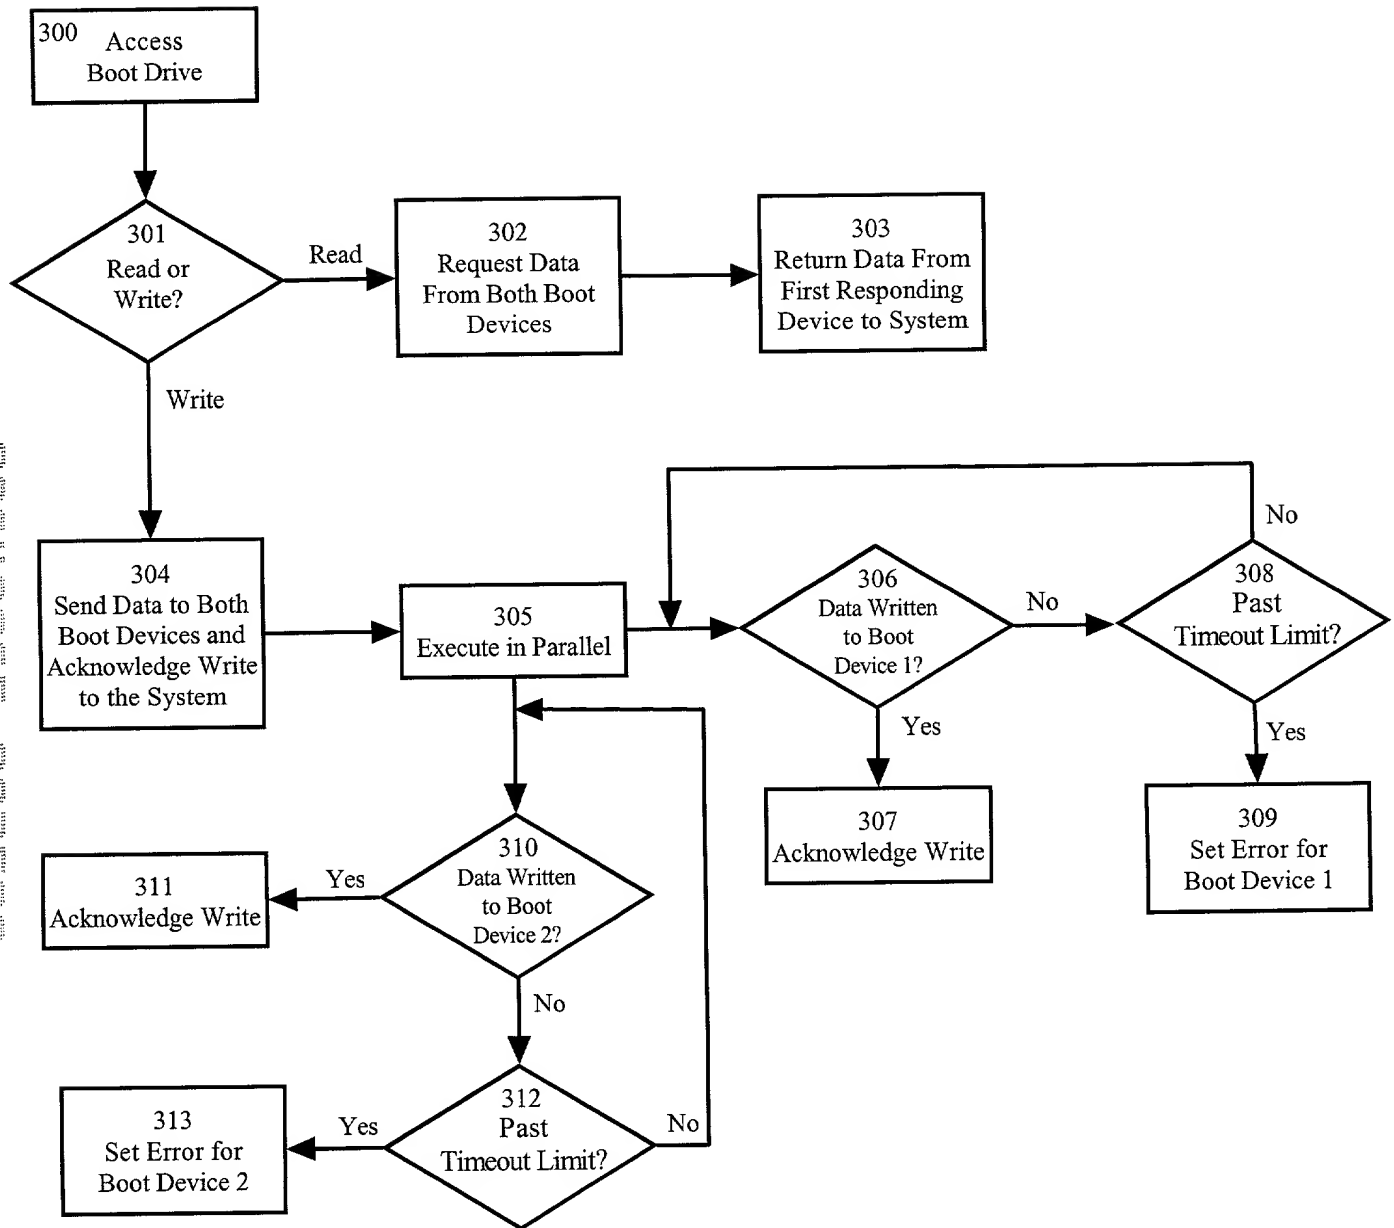 300 Access
Boot Drive
301
Read or
Write?
Read
302
Request Data
From Both Boot
Devices
303
Return Data From
First Responding
Device to System
Write
304
Send Data to Both
Boot Devices and
Acknowledge Write
to the System
305
Execute in Parallel
306
Data Written
to Boot
Device 1?
No
308
Past
Timeout Limit?
No
Yes
307
Acknowledge Write
Yes
309
Set Error for
Boot Device 1
310
Data Written
to Boot
Device 2?
Yes
311
Acknowledge Write
No
312
Past
Timeout Limit?
No
Yes
313
Set Error for
Boot Device 2